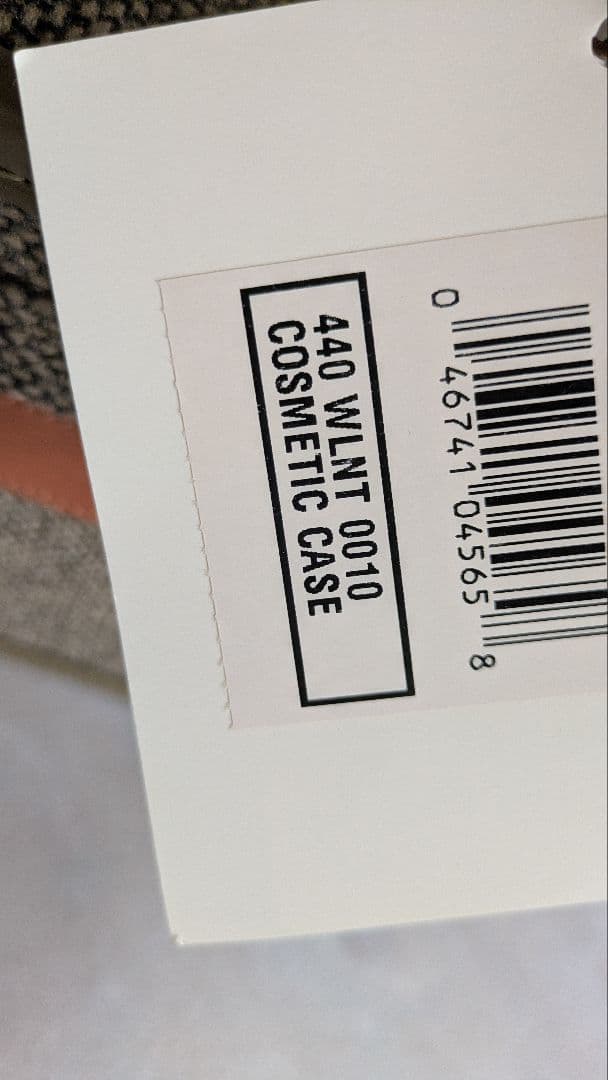 0 46741 04565 8
440 WLNT 0010
COSMETIC CASE